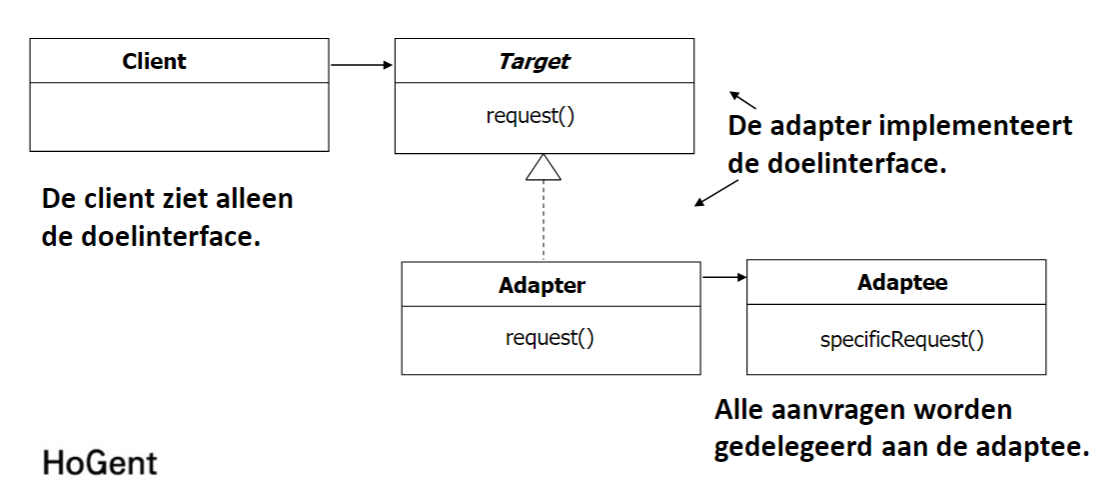 Client
Target
request()
De adapter implementeert
de doelinterface.
De client ziet alleen
de doelinterface.
Adapter
request()
Adaptee
specificRequest()
Alle aanvragen worden
gedelegeerd aan de adaptee.
HoGent